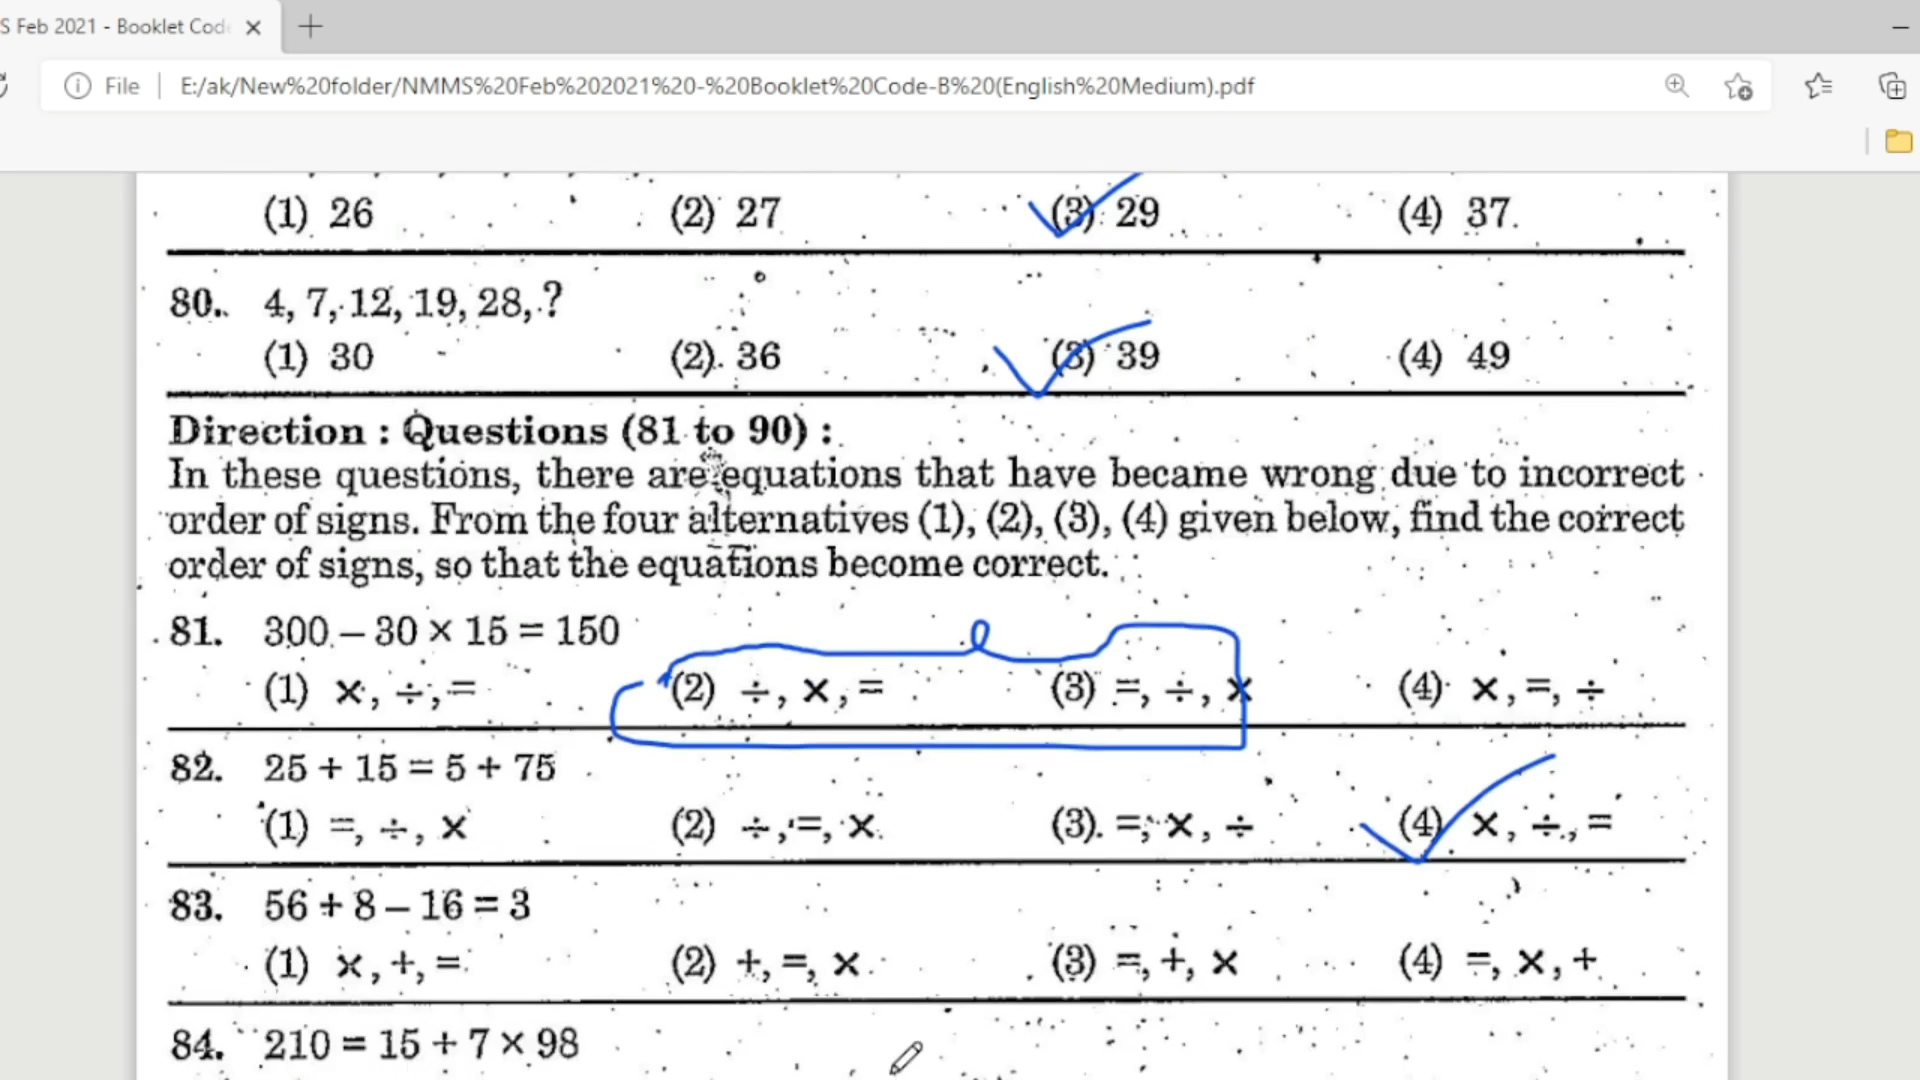 S Feb 2021 - Booklet Cod
File E:/ak/New%20folder/NMMS%20Feb%202021%20-%20Booklet%20Code-B%20(English%20Medium).pdf
(1) 26 (2) 27 (3) 29 (4) 37.
80. 4, 7, 12, 19, 28, ?
(1) 30 (2) 36 (3) 39 (4) 49
Direction : Questions (81 to 90) :
In these questions, there are equations that have became wrong due to incorrect
order of signs. From the four alternatives (1), (2), (3), (4) given below, find the correct
order of signs, so that the equations become correct.
81. 300 – 30 × 15 = 150
(1) ×, ÷, = (2) ÷, ×, = (3) =, ÷, × (4) ×, =, ÷
82. 25 + 15 = 5 + 75
(1) =, ÷, × (2) ÷, =, × (3) =, ×, ÷ (4) ×, ÷, =
83. 56 + 8 – 16 = 3
(1) ×, +, = (2) +, =, × (3) =, +, × (4) =, ×, +
84. 210 = 15 + 7 × 98